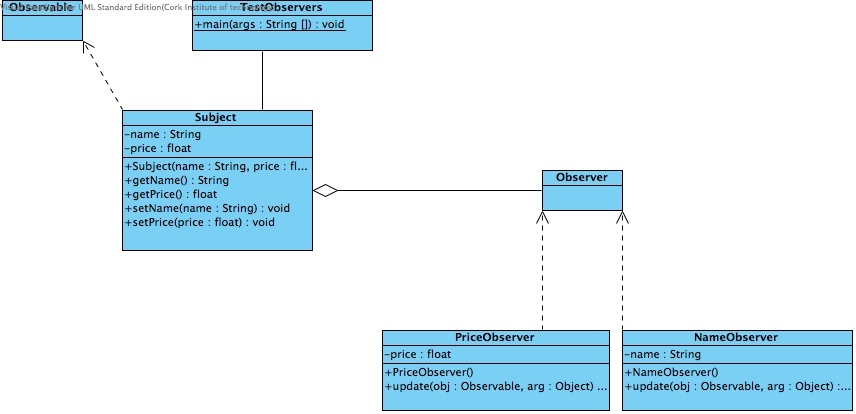 Observable
UML Standard Edition(Cork Institute of
TestObservers
+main(args : String []) : void
Subject
-name : String
-price : float
+Subject(name : String, price : fl...
+getName() : String
+getPrice() : float
+setName(name : String) : void
+setPrice(price : float) : void
Observer
PriceObserver
-price : float
+PriceObserver()
+update(obj : Observable, arg : Object) ...
NameObserver
-name : String
+NameObserver()
+update(obj : Observable, arg : Object) :...